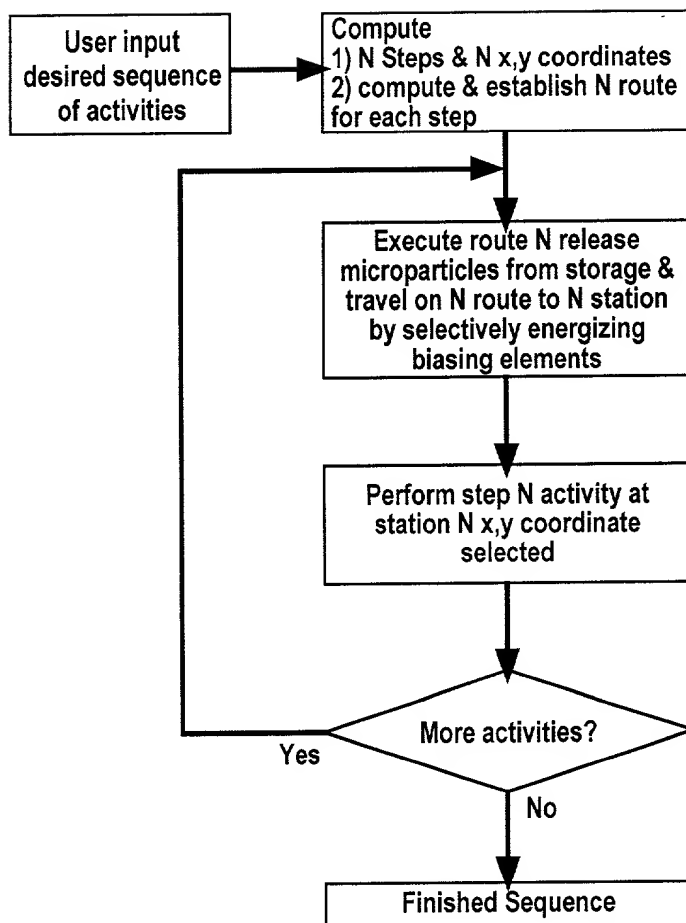 User input
desired sequence
of activities
Compute
1) N Steps & N x,y coordinates
2) compute & establish N route
for each step
Execute route N release
microparticles from storage &
travel on N route to N station
by selectively energizing
biasing elements
Perform step N activity at
station N x,y coordinate
selected
More activities?
Yes
No
Finished Sequence